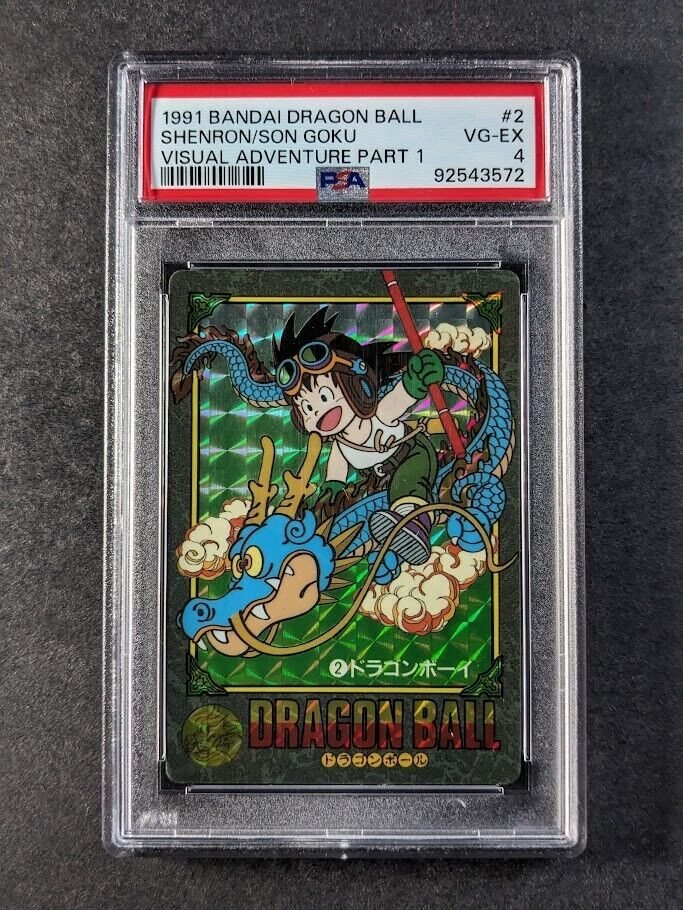 1991 BANDAI DRAGON BALL #2
SHENRON/SON GOKU VG-EX
VISUAL ADVENTURE PART 1 4
PSA 92543572
②ドラゴンボーイ
DRAGON BALL
ドラゴンボール